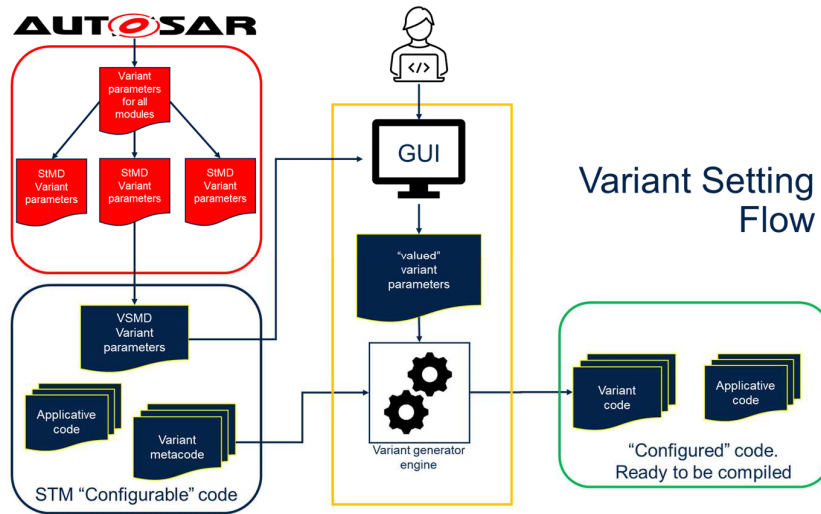 AUTOSAR
Variant
parameters
for all
modules
StMD
Variant
parameters
StMD
Variant
parameters
StMD
Variant
parameters
</>
GUI
Variant Setting
Flow
“valued”
variant
parameters
VSMD
Variant
parameters
Applicative
code
Variant
metacode
STM “Configurable” code
Variant generator
engine
Variant
code
Applicative
code
“Configured” code.
Ready to be compiled